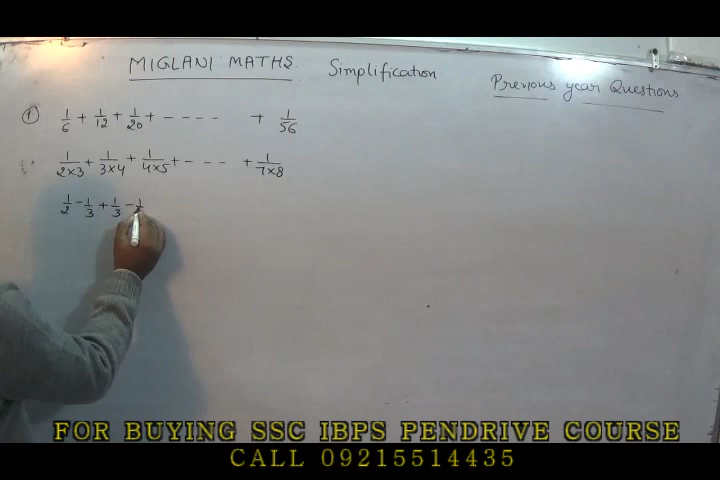 MIGLANI MATHS. Simplification Previous year Questions
① 1/6 + 1/12 + 1/20 + - - - - + 1/56
1/2×3 + 1/3×4 + 1/4×5 + - - - + 1/7×8
1/2 - 1/3 + 1/3 - 1/
FOR BUYING SSC IBPS PENDRIVE COURSE
CALL 09215514435